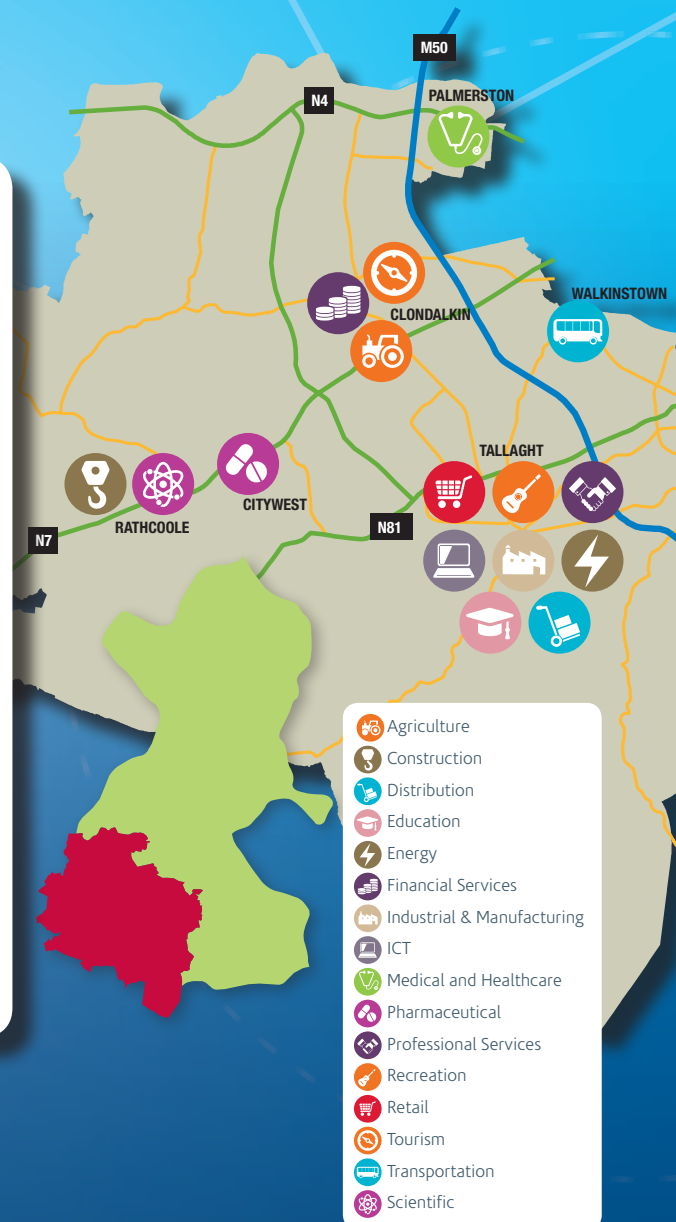 M50
N4
PALMERSTON
WALKINSTOWN
CLONDALKIN
TALLAGHT
CITYWEST
RATHCOOLE
N81
N7
Agriculture
Construction
Distribution
Education
Energy
Financial Services
Industrial & Manufacturing
ICT
Medical and Healthcare
Pharmaceutical
Professional Services
Recreation
Retail
Tourism
Transportation
Scientific